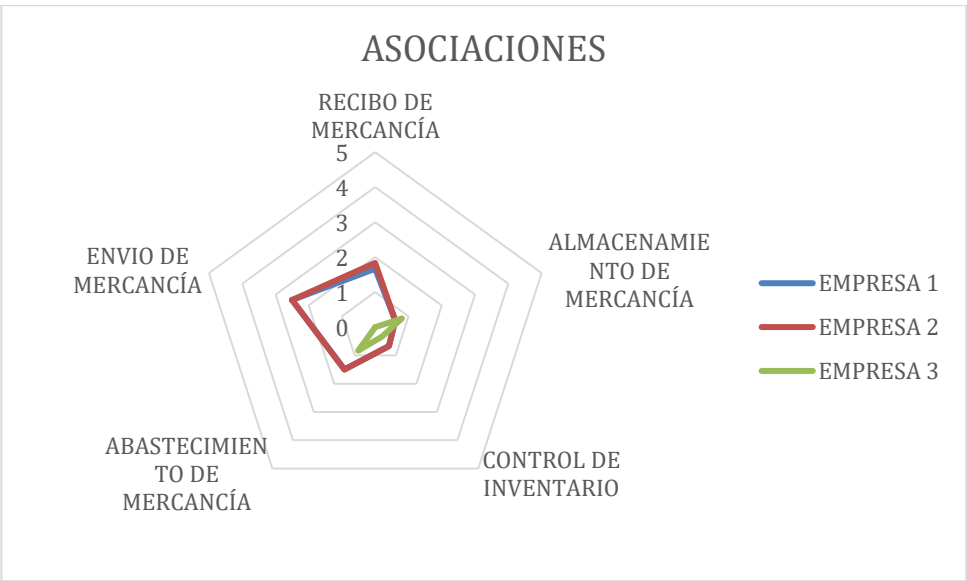 ASOCIACIONES
RECIBO DE
MERCANCÍA
5
4
3
2
1
0
ALMACENAMIE
NTO DE
MERCANCÍA
CONTROL DE
INVENTARIO
ABASTECIMIEN
TO DE
MERCANCÍA
ENVIO DE
MERCANCÍA
EMPRESA 1
EMPRESA 2
EMPRESA 3